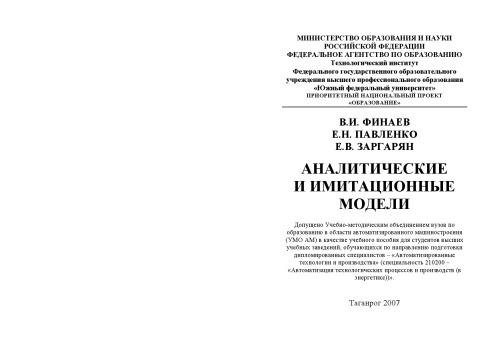 МИНИСТЕРСТВО ОБРАЗОВАНИЯ И НАУКИ
РОССИЙСКОЙ ФЕДЕРАЦИИ
ФЕДЕРАЛЬНОЕ АГЕНТСТВО ПО ОБРАЗОВАНИЮ
Технологический институт
Федерального государственного образовательного
учреждения высшего профессионального образования
«Южный федеральный университет»
ПРИОРИТЕТНЫЙ НАЦИОНАЛЬНЫЙ ПРОЕКТ
«ОБРАЗОВАНИЕ»
В.И. ФИНАЕВ
Е.Н. ПАВЛЕНКО
Е.В. ЗАРГАРЯН
АНАЛИТИЧЕСКИЕ
И ИМИТАЦИОННЫЕ
МОДЕЛИ
Допущено Учебно-методическим объединением вузов по
образованию в области автоматизированного машиностроения
(УМО АМ) в качестве учебного пособия для студентов высших
учебных заведений, обучающихся по направлению подготовки
дипломированных специалистов – «Автоматизированные
технологии и производства» (специальность 210200 –
«Автоматизация технологических процессов и производств (в
энергетике)».
Таганрог 2007